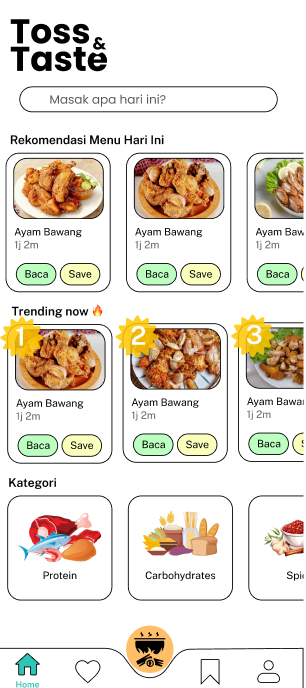 Toss
&
Taste
Masak apa hari ini?
Rekomendasi Menu Hari Ini
Ayam Bawang
1j 2m
Baca
Save
Ayam Bawang
1j 2m
Baca
Save
Ayam Bawa
1j 2m
Baca
Trending now 🔥
1
Ayam Bawang
1j 2m
Baca
Save
2
Ayam Bawang
1j 2m
Baca
Save
3
Ayam Bawa
1j 2m
Baca
Kategori
Protein
Carbohydrates
Spi
Home